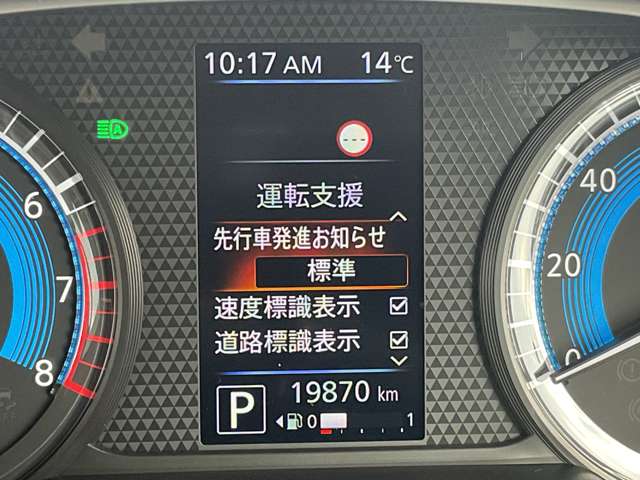 10:17 AM 14℃
---
運転支援
先行車発進お知らせ
標準
速度標識表示
道路標識表示
P
19870 km
0 1
A
6
7
8
40
20
0